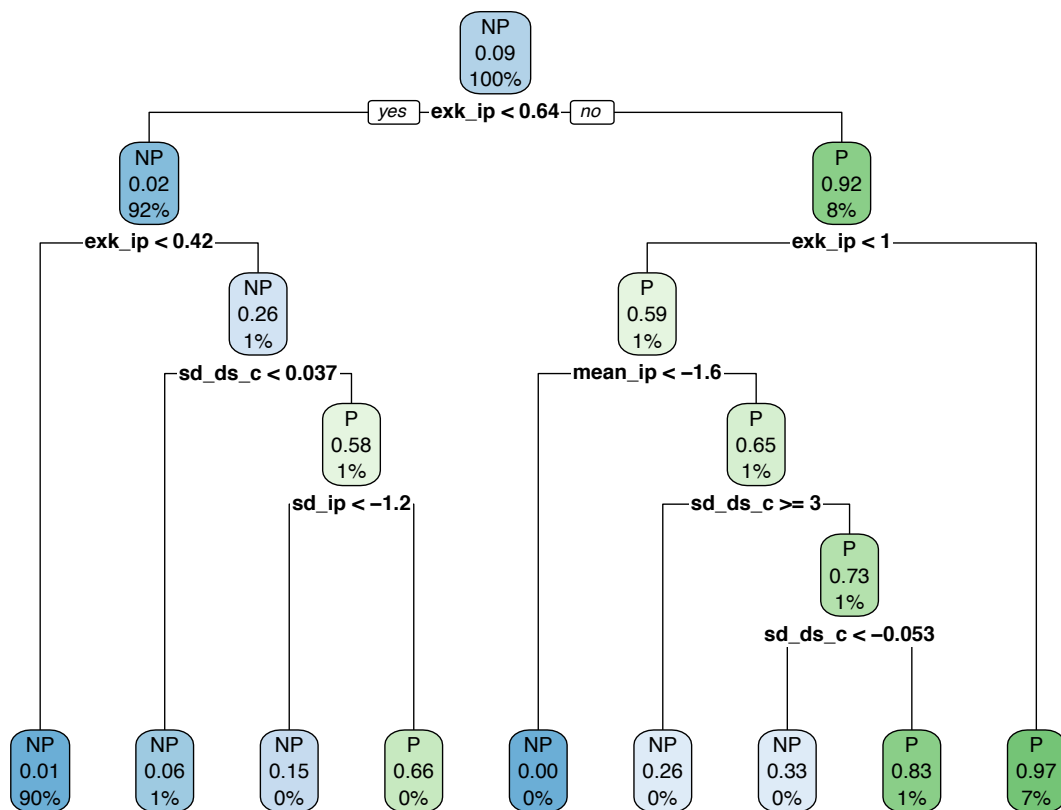 NP
0.09
100%
yes exk_ip < 0.64 no
NP
0.02
92%
P
0.92
8%
exk_ip < 0.42
exk_ip < 1
NP
0.26
1%
P
0.59
1%
sd_ds_c < 0.037
mean_ip < −1.6
P
0.58
1%
P
0.65
1%
sd_ip < −1.2
sd_ds_c >= 3
P
0.73
1%
sd_ds_c < −0.053
NP
0.01
90%
NP
0.06
1%
NP
0.15
0%
P
0.66
0%
NP
0.00
0%
NP
0.26
0%
NP
0.33
0%
P
0.83
1%
P
0.97
7%